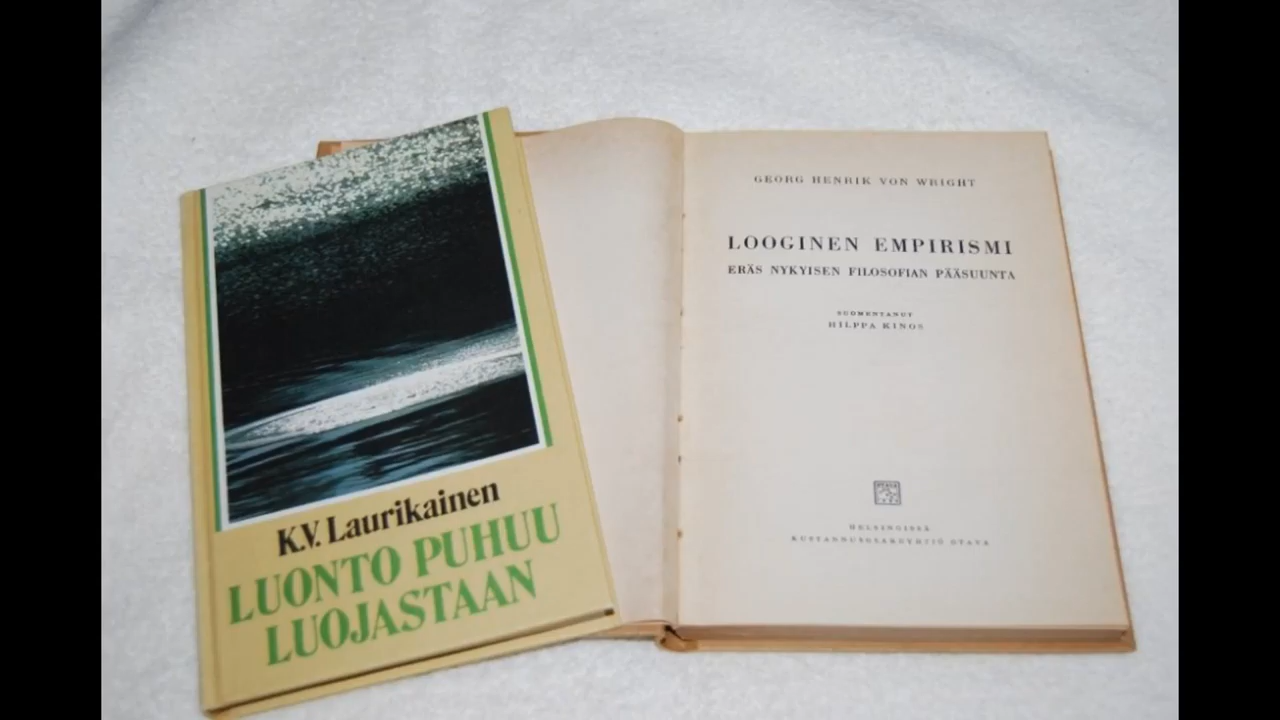 K.V. Laurikainen
LUONTO PUHUU
LUOJASTAAN
GEORG HENRIK VON WRIGHT
LOOGINEN EMPIRISMI
ERÄS NYKYISEN FILOSOFIAN PÄÄSUUNTA
SUOMENTANUT
HILPPA KINOS
OTAVA
HELSINGISSÄ
KUSTANNUSOSAKEYHTIÖ OTAVA